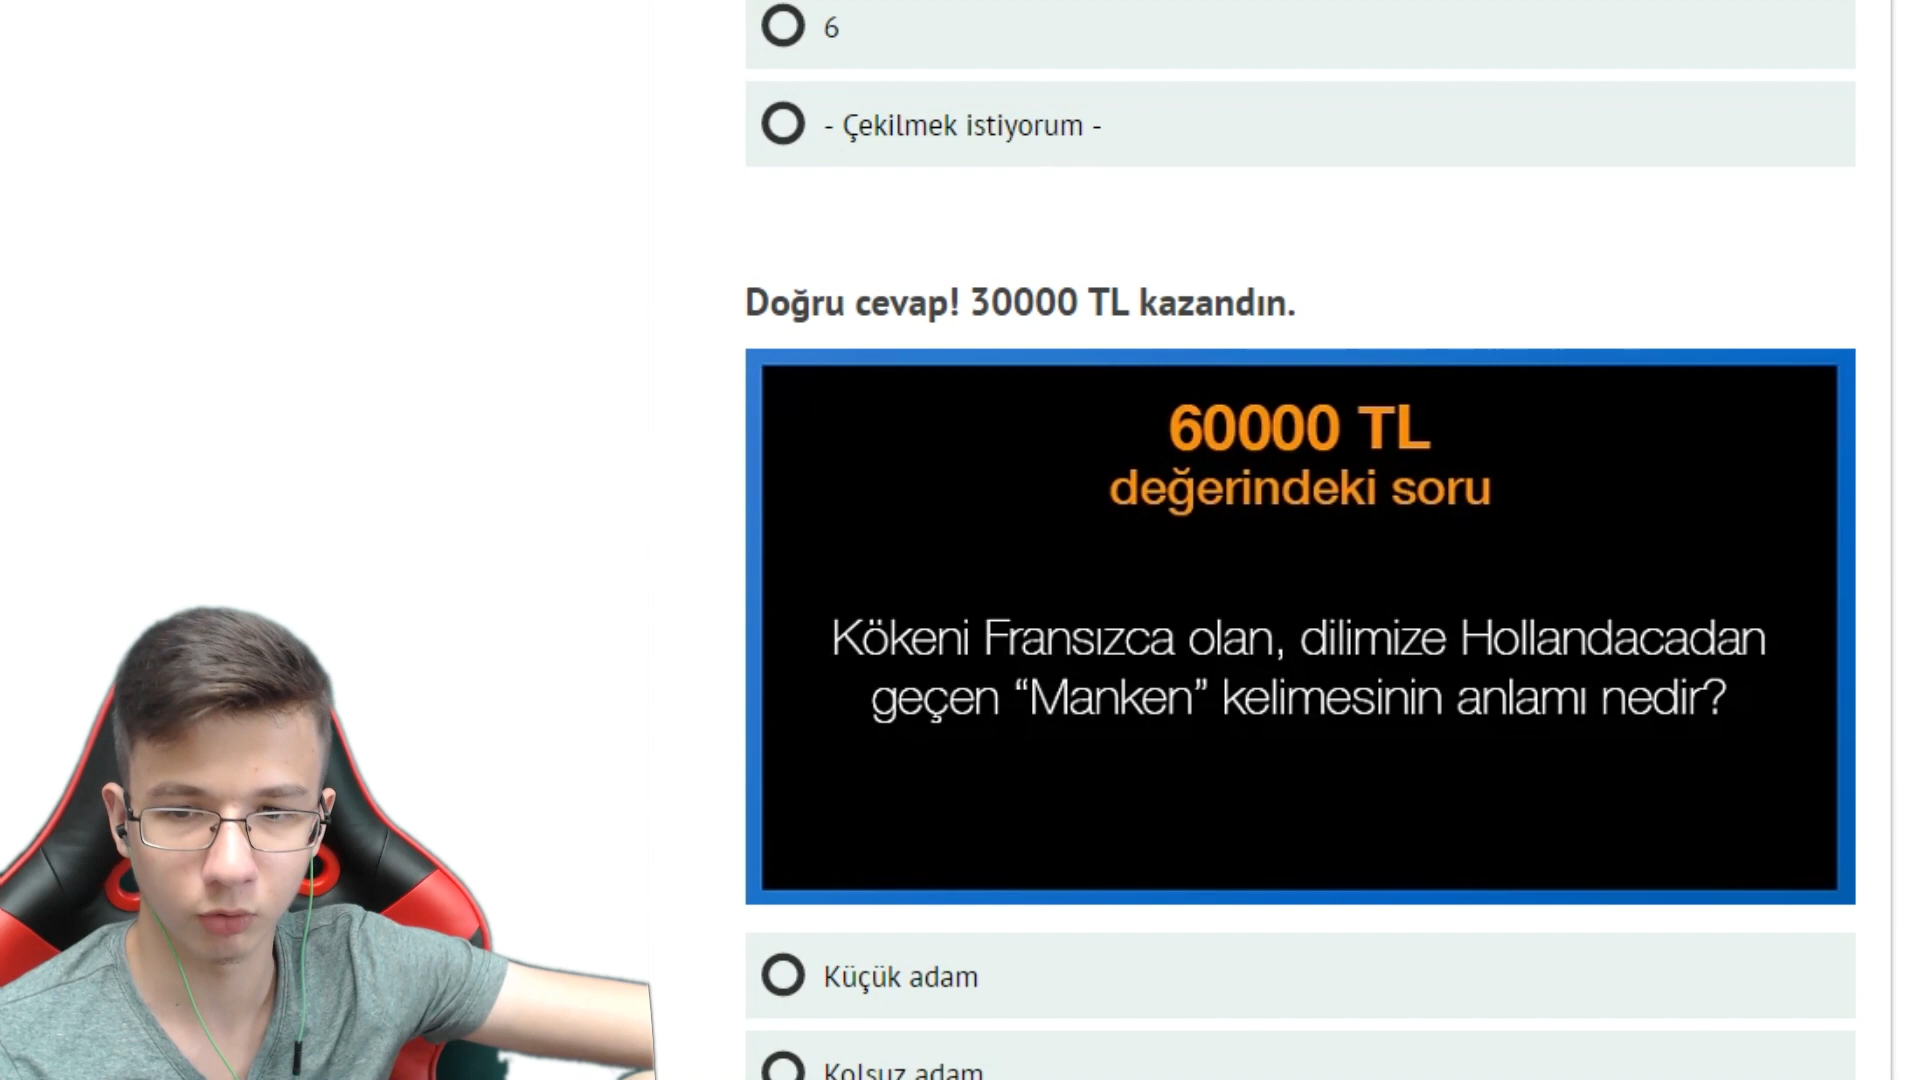 6
- Çekilmek istiyorum -
Doğru cevap! 30000 TL kazandın.
60000 TL
değerindeki soru
Kökeni Fransızca olan, dilimize Hollandacadan
geçen “Manken” kelimesinin anlamı nedir?
Küçük adam
Kolsuz adam